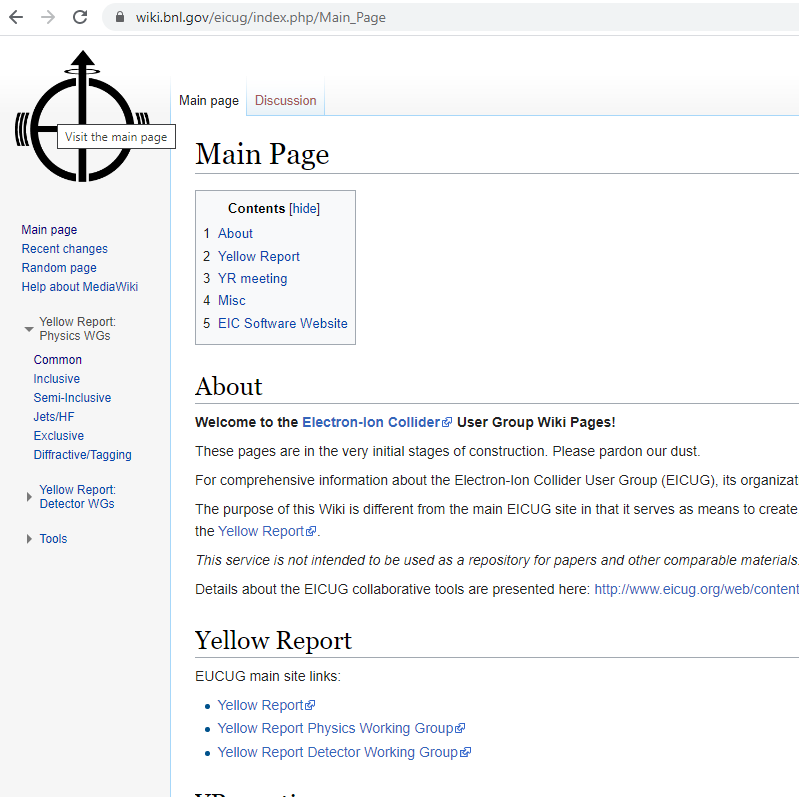 wiki.bnl.gov/eicug/index.php/Main_Page
Main page
Discussion
Visit the main page
Main Page
Contents [hide]
1 About
2 Yellow Report
3 YR meeting
4 Misc
5 EIC Software Website
Main page
Recent changes
Random page
Help about MediaWiki
Yellow Report:
Physics WGs
Common
Inclusive
Semi-Inclusive
Jets/HF
Exclusive
Diffractive/Tagging
Yellow Report:
Detector WGs
Tools
About
Welcome to the Electron-Ion Collider User Group Wiki Pages!
These pages are in the very initial stages of construction. Please pardon our dust.
For comprehensive information about the Electron-Ion Collider User Group (EICUG), its organizat
The purpose of this Wiki is different from the main EICUG site in that it serves as means to create
the Yellow Report.
This service is not intended to be used as a repository for papers and other comparable materials.
Details about the EICUG collaborative tools are presented here: http://www.eicug.org/web/content
Yellow Report
EUCUG main site links:
Yellow Report
Yellow Report Physics Working Group
Yellow Report Detector Working Group